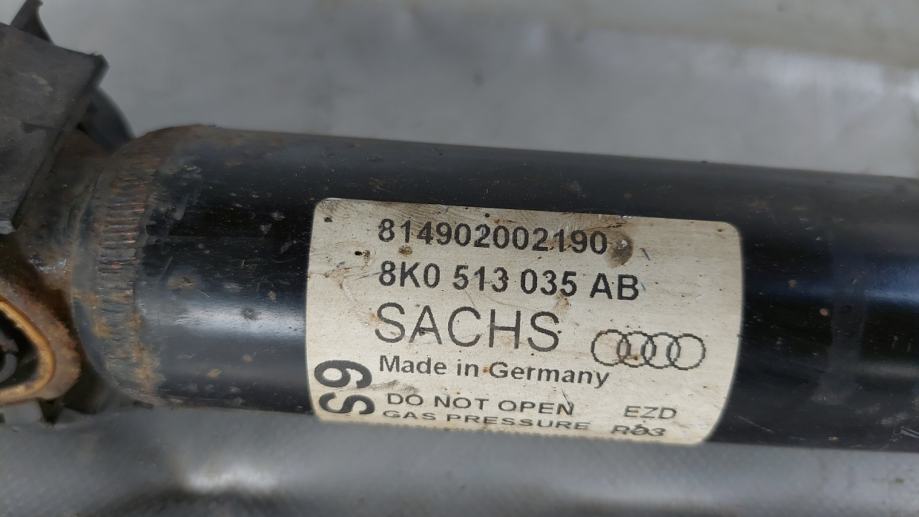 814902002190
8K0 513 035 AB
SACHS
Made in Germany
DO NOT OPEN EZD
GAS PRESSURE R03
S9